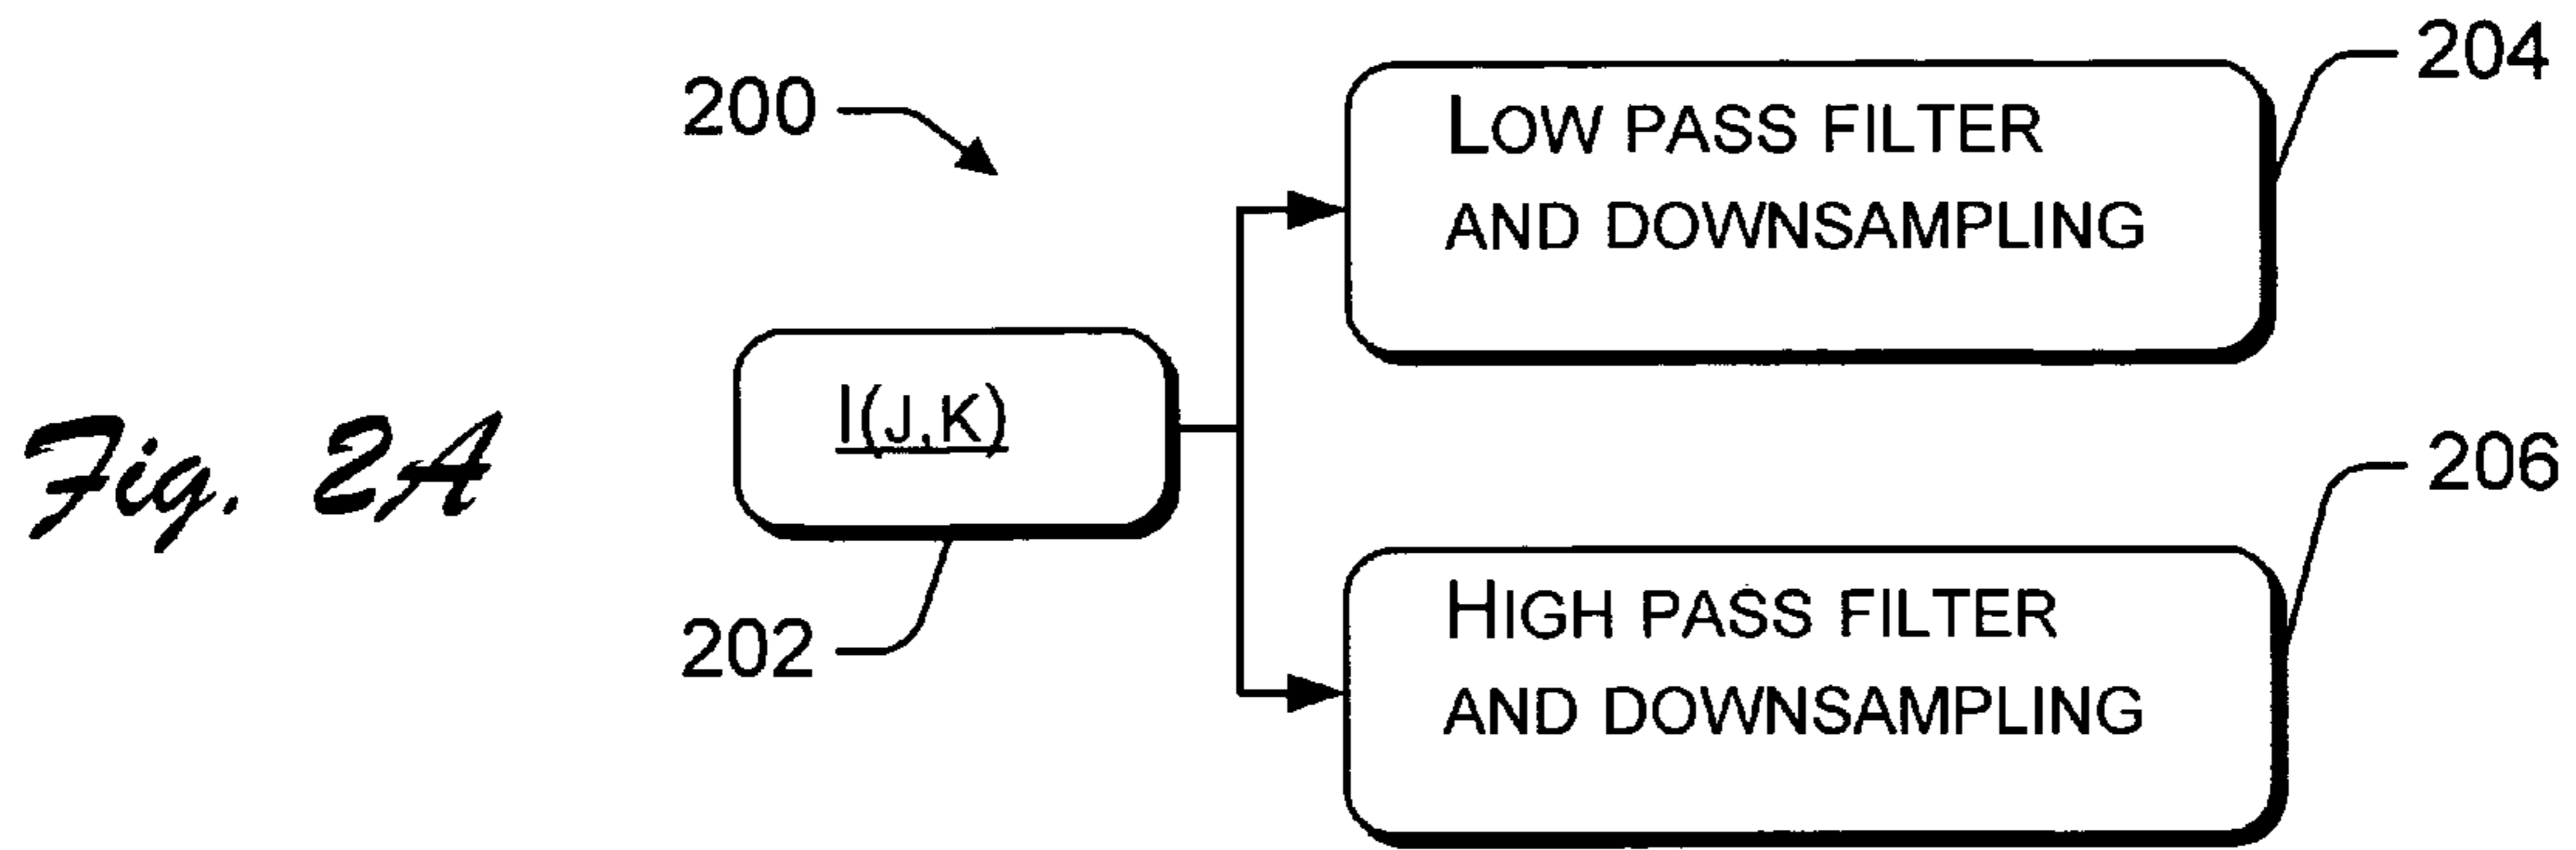 204
200
LOW PASS FILTER
AND DOWNSAMPLING
I(J,K)
Fig. 2A
206
202
HIGH PASS FILTER
AND DOWNSAMPLING